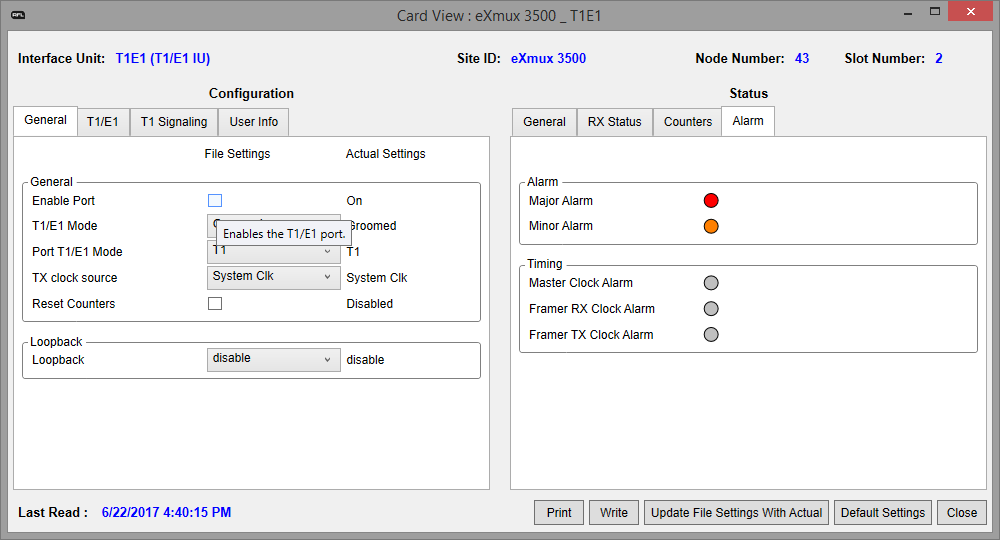 AFL
Card View : eXmux 3500 _ T1E1
Interface Unit: T1E1 (T1/E1 IU) Site ID: eXmux 3500 Node Number: 43 Slot Number: 2
Configuration
General T1/E1 T1 Signaling User Info
File Settings Actual Settings
General
Enable Port On
T1/E1 Mode Groomed
Enables the T1/E1 port.
Port T1/E1 Mode T1 T1
TX clock source System Clk System Clk
Reset Counters Disabled
Loopback
Loopback disable disable
Status
General RX Status Counters Alarm
Alarm
Major Alarm
Minor Alarm
Timing
Master Clock Alarm
Framer RX Clock Alarm
Framer TX Clock Alarm
Last Read : 6/22/2017 4:40:15 PM
Print Write Update File Settings With Actual Default Settings Close